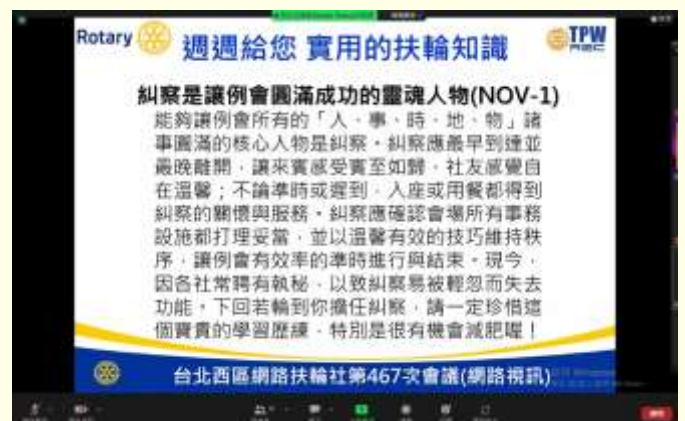 Rotary
TPW
週週給您 實用的扶輪知識
糾察是讓例會圓滿成功的靈魂人物(NOV-1)
能夠讓例會所有的「人、事、時、地、物」諸
事圓滿的核心人物是糾察。糾察應最早到達並
最晚離開,讓來賓感受賓至如歸、社友感覺自
在溫馨;不論準時或遲到,入座或用餐都得到
糾察的關懷與服務。糾察應確認會場所有事務
設施都打理妥當,並以溫馨有效的技巧維持秩
序,讓例會有效率的準時進行與結束。現今,
因各社常聘有執秘,以致糾察易被輕忽而失去
功能。下回若輪到你擔任糾察,請一定珍惜這
個寶貴的學習歷練,特別是很有機會減肥喔!
台北西區網路扶輪社第467次會議(網路視訊)